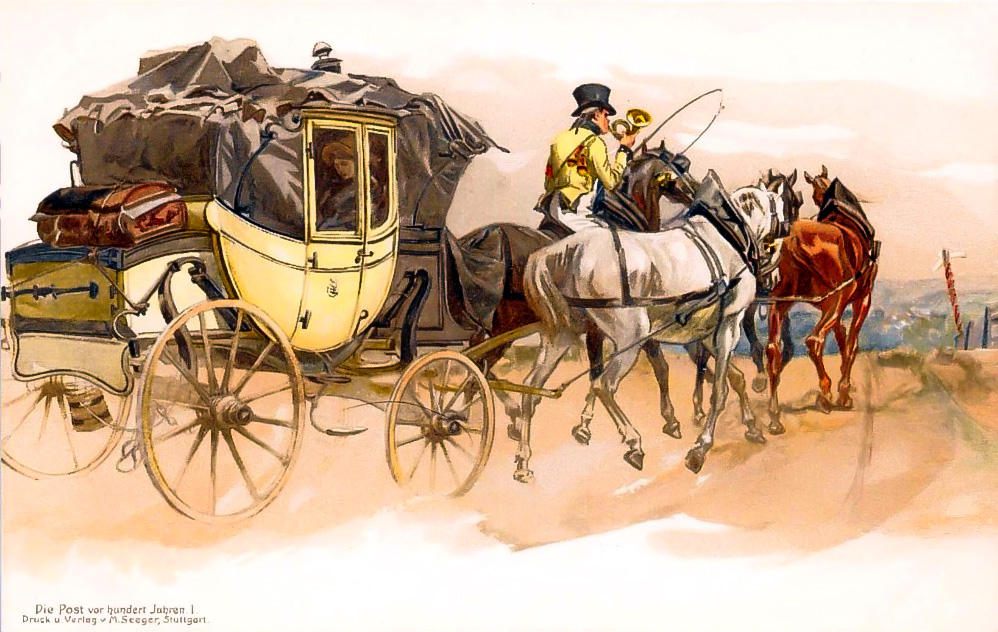 Die Post vor hundert Jahren I.
Druck u. Verlag v. M. Seeger, Stuttgart.